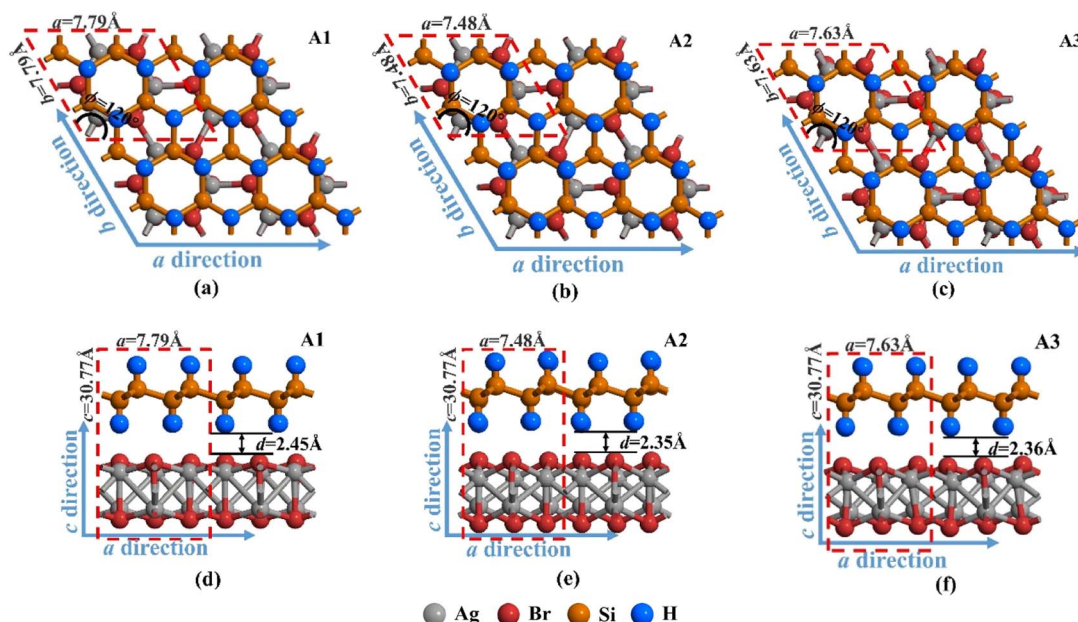 a=7.79Å
A1
b=7.79Å
ϕ=120°
b direction
a direction
(a)
a=7.48Å
A2
b=7.48Å
ϕ=120°
b direction
a direction
(b)
a=7.63Å
A3
b=7.63Å
ϕ=120°
b direction
a direction
(c)
a=7.79Å
A1
c=30.77Å
d=2.45Å
c direction
a direction
(d)
a=7.48Å
A2
c=30.77Å
d=2.35Å
c direction
a direction
(e)
a=7.63Å
A3
c=30.77Å
d=2.36Å
c direction
a direction
(f)
Ag Br Si H